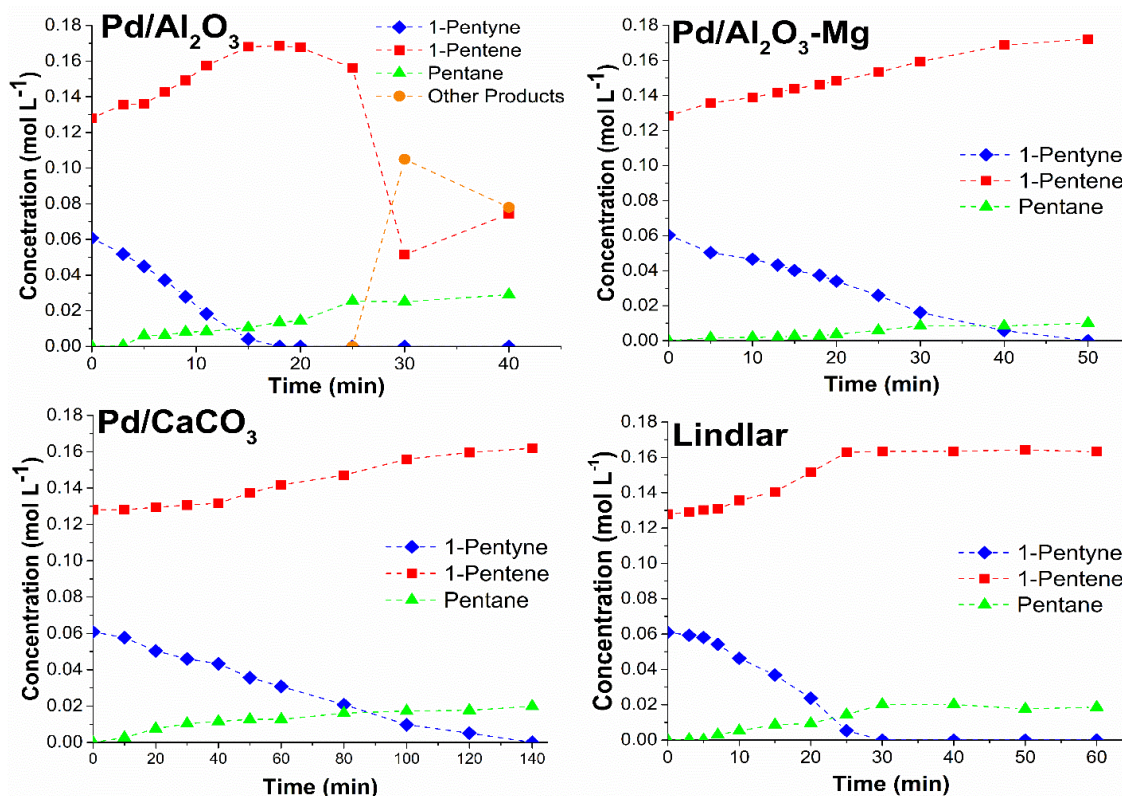 Pd/Al₂O₃
1-Pentyne
1-Pentene
Pentane
Other Products
Concetration (mol L⁻¹)
0.18
0.16
0.14
0.12
0.10
0.08
0.06
0.04
0.02
0.00
0 10 20 30 40
Time (min)
Pd/Al₂O₃-Mg
1-Pentyne
1-Pentene
Pentane
Concentration (mol L⁻¹)
0.18
0.16
0.14
0.12
0.10
0.08
0.06
0.04
0.02
0.00
0 10 20 30 40 50
Time (min)
Pd/CaCO₃
1-Pentyne
1-Pentene
Pentane
Concentration (mol L⁻¹)
0.18
0.16
0.14
0.12
0.10
0.08
0.06
0.04
0.02
0.00
0 20 40 60 80 100 120 140
Time (min)
Lindlar
1-Pentyne
1-Pentene
Pentane
Concentration (mol L⁻¹)
0.18
0.16
0.14
0.12
0.10
0.08
0.06
0.04
0.02
0.00
0 10 20 30 40 50 60
Time (min)